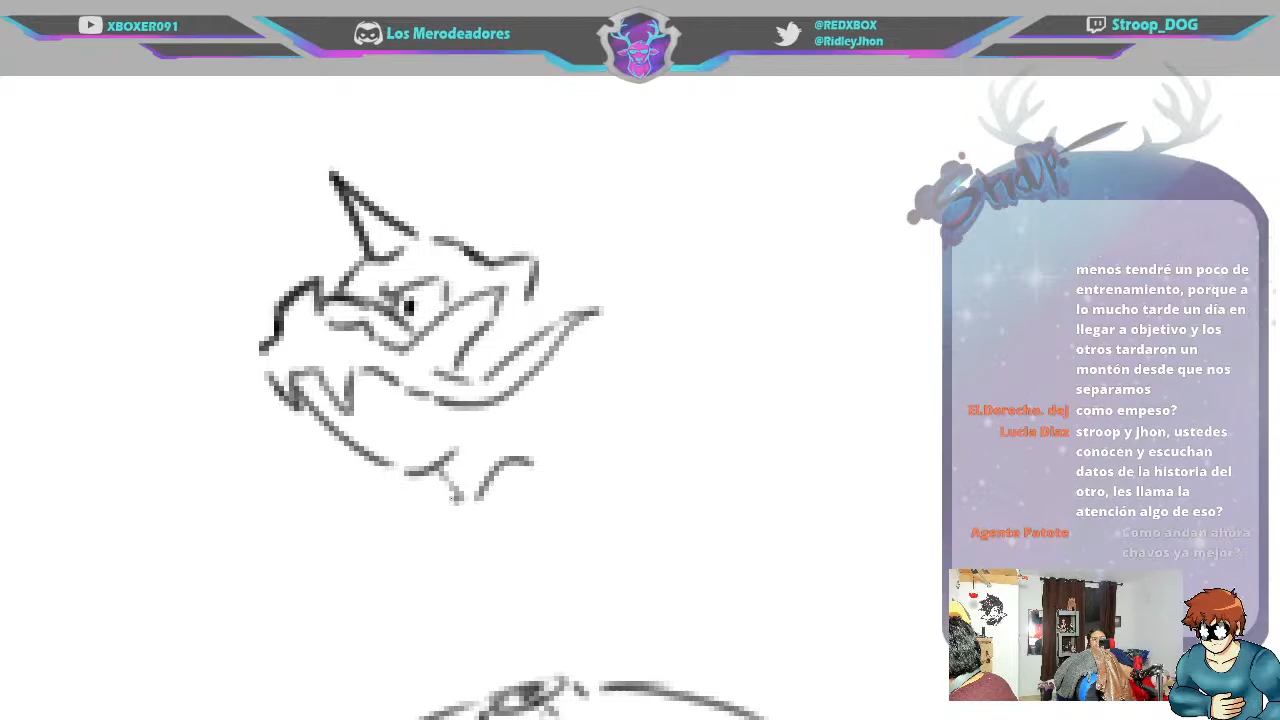 XBOXER091
Los Merodeadores
@REDXBOX
@RidleyJhon
Stroop_DOG
Stroop
menos tendré un poco de
entrenamiento, porque a
lo mucho tarde un día en
llegar a objetivo y los
otros tardaron un
montón desde que nos
separamos
El.Derecho. dej como empeso?
Lucia Diaz stroop y jhon, ustedes
conocen y escuchan
datos de la historia del
otro, les llama la
atención algo de eso?
Agente Patote Como andan ahora
chavos ya mejor?